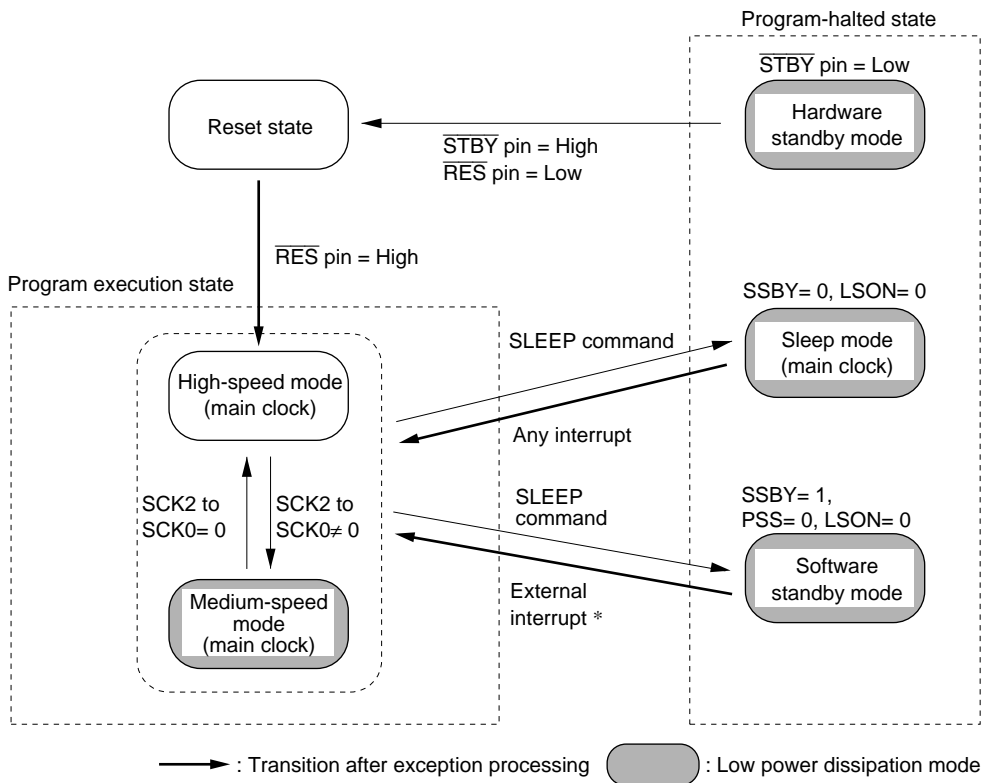 Program-halted state
STBY pin = Low
Hardware
standby mode
Reset state
STBY pin = High
RES pin = Low
RES pin = High
Program execution state
SSBY= 0, LSON= 0
Sleep mode
(main clock)
SLEEP command
High-speed mode
(main clock)
Any interrupt
SCK2 to
SCK0= 0
SCK2 to
SCK0≠ 0
SLEEP
command
SSBY= 1,
PSS= 0, LSON= 0
Software
standby mode
External
interrupt *
Medium-speed
mode
(main clock)
: Transition after exception processing
: Low power dissipation mode